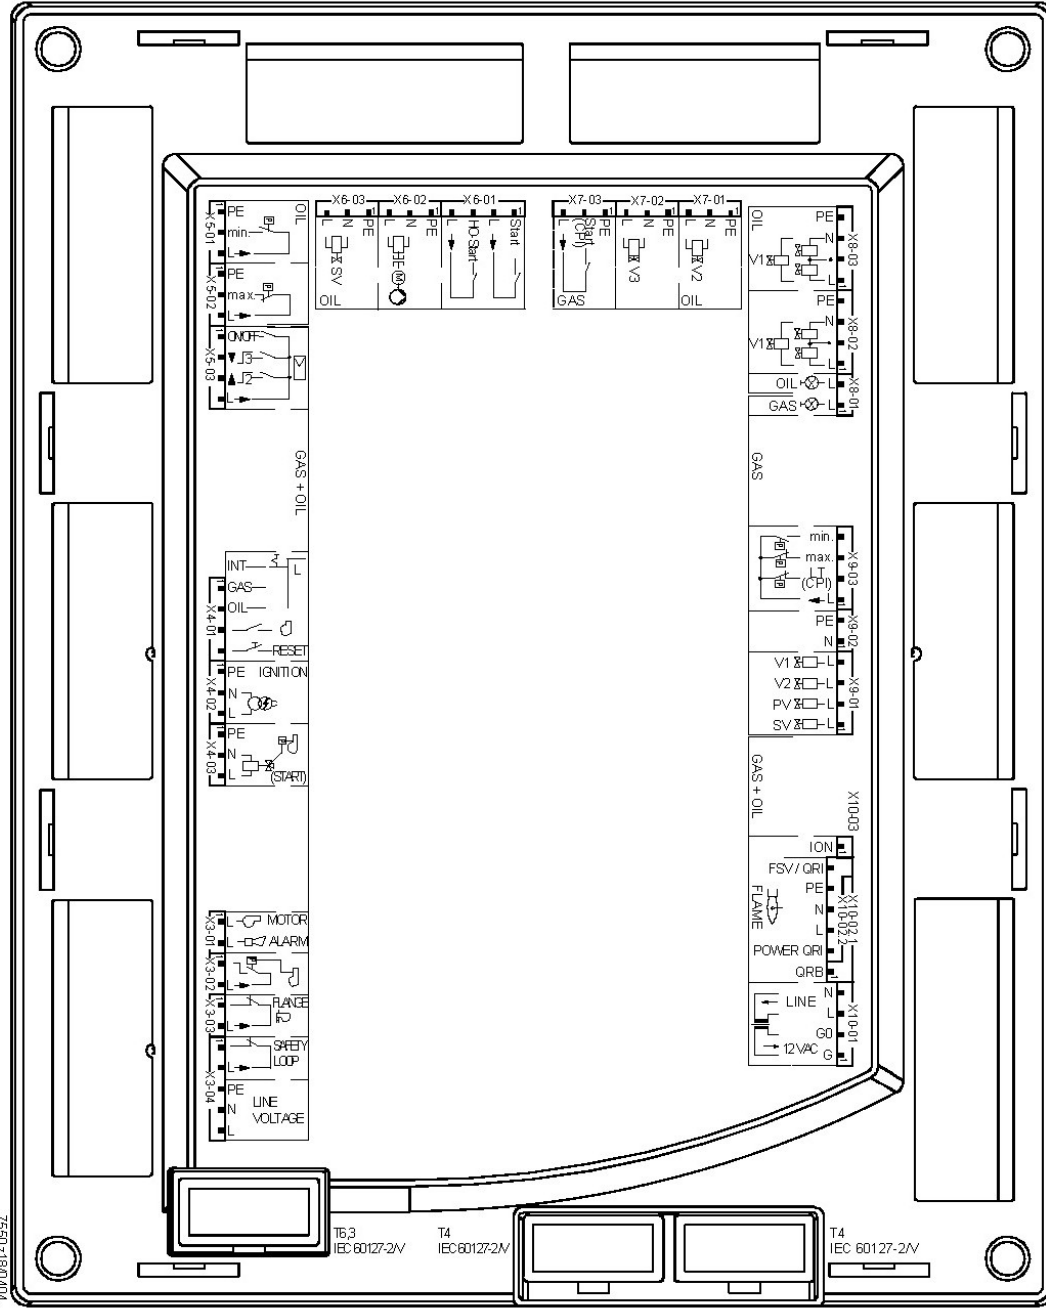 X6-03 X6-02 X6-01 X7-03 X7-02 X7-01
L N PE L N PE L HO-Start L Start
SV
M
OIL
L Start (CPI) PE L N PE L N PE
V3 V2
GAS OIL
X5-01
OIL
PE
min.
L
X5-02
PE
max.
L
X5-03
ON/OFF
3
2
L
GAS + OIL
INT
L
GAS
OIL
X4-01
RESET
X4-02
PE IGNITION
N
L
X4-03
PE
N
L
(START)
X3-01
L MOTOR
L ALARM
X3-02
L
X3-03
FLANGE
L
X3-04
SAFETY
LOOP
L
PE
N
L
LINE
VOLTAGE
OIL
PE
N
V1
L
X8-03
PE
N
V1
L
X8-02
OIL L
GAS L
X8-01
GAS
min.
max.
LT
(CPI)
L
X9-03
PE
N
X9-02
V1 L
V2 L
PV L
SV L
X9-01
GAS + OIL
X10-03
ION
FSV / QRI
PE
N
L
POWER QRI
QRB
FLAME
X10-02.1
X10-02.2
N
LINE
L
G0
12 VAC G
X10-01
T6,3
IEC 60127-2/V
T4
IEC 60127-2/V
T4
IEC 60127-2/V